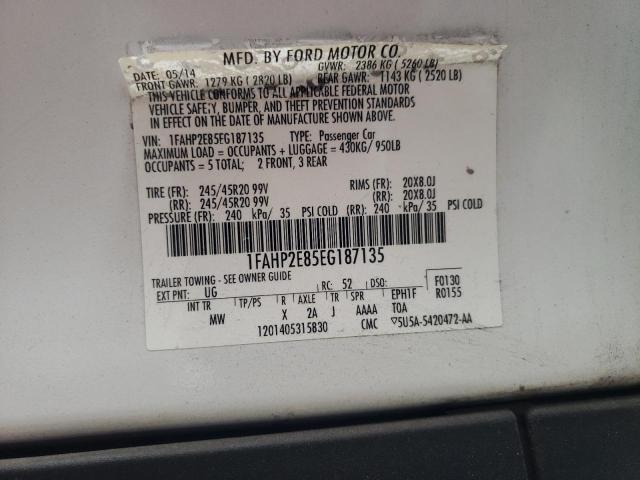 MFD. BY FORD MOTOR CO.
DATE: 05/14 GVWR: 2386 KG ( 5260 LB)
FRONT GAWR: 1279 KG ( 2820 LB) REAR GAWR: 1143 KG ( 2520 LB)
THIS VEHICLE CONFORMS TO ALL APPLICABLE FEDERAL MOTOR
VEHICLE SAFETY, BUMPER, AND THEFT PREVENTION STANDARDS
IN EFFECT ON THE DATE OF MANUFACTURE SHOWN ABOVE.
VIN: 1FAHP2E85EG187135 TYPE: Passenger Car
MAXIMUM LOAD = OCCUPANTS + LUGGAGE = 430KG/ 950LB
OCCUPANTS = 5 TOTAL; 2 FRONT, 3 REAR
TIRE (FR): 245/45R20 99V RIMS (FR): 20X8.0J
(RR): 245/45R20 99V (RR): 20X8.0J
PRESSURE (FR): 240 kPa/ 35 PSI COLD (RR): 240 kPa/ 35 PSI COLD
1FAHP2E85EG187135
TRAILER TOWING - SEE OWNER GUIDE
EXT PNT: UG RC: 52 DSO: F0130
INT TR TP/PS R AXLE TR SPR EPH1F R0155
MW X 2A J AAAA TOA
1201405315830 CMC ▽5U5A-5420472-AA